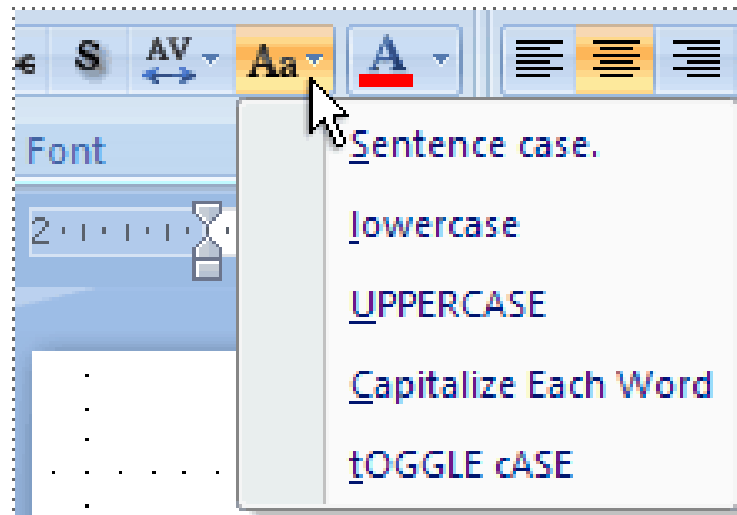 S AV Aa A
Font
2
Sentence case.
lowercase
UPPERCASE
Capitalize Each Word
tOGGLE cASE